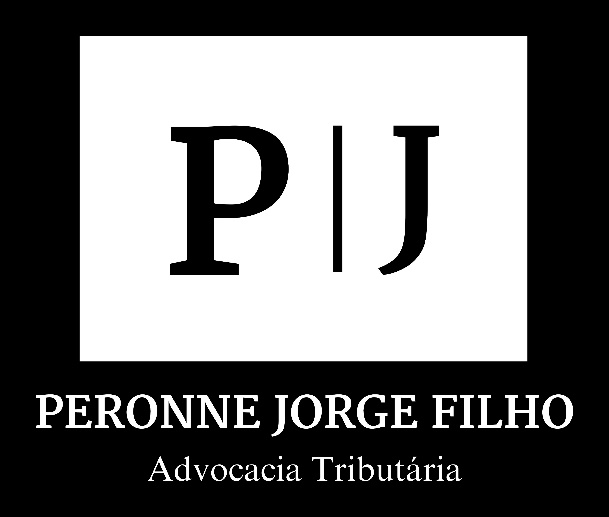 P | J
PERONNE JORGE FILHO
Advocacia Tributária